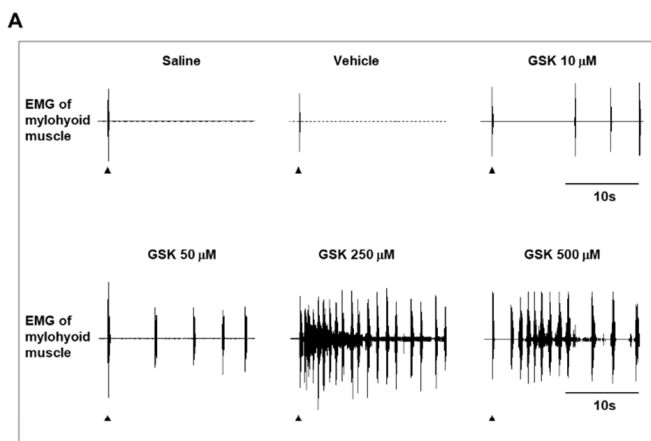 A
Saline Vehicle GSK 10 μM
EMG of
mylohyoid
muscle
10s
GSK 50 μM GSK 250 μM GSK 500 μM
EMG of
mylohyoid
muscle
10s